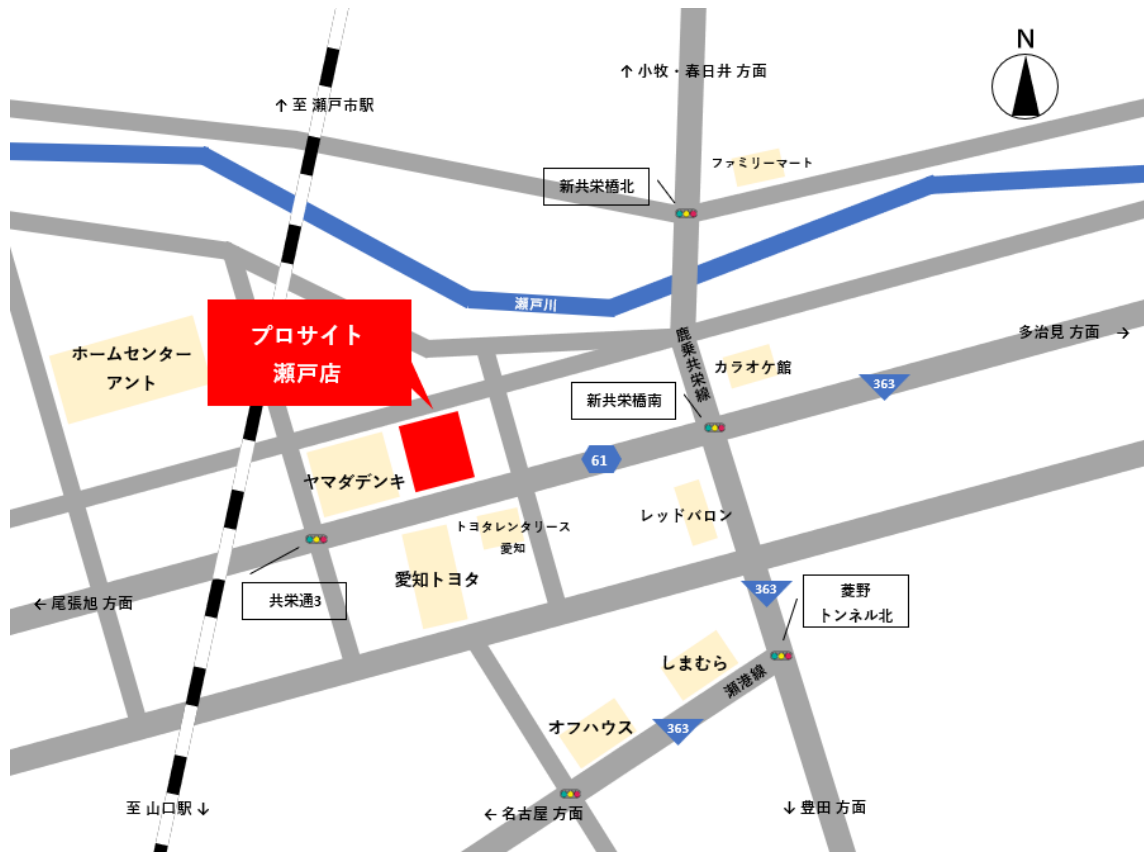 N
↑ 小牧・春日井 方面
↑ 至 瀬戸市駅
ファミリーマート
新共栄橋北
瀬戸川
プロサイト
瀬戸店
多治見 方面 →
鹿乗共栄線
ホームセンター
アント
カラオケ館
363
新共栄橋南
61
ヤマダデンキ
レッドバロン
トヨタレンタリース
愛知
愛知トヨタ
共栄通3
← 尾張旭 方面
363
菱野
トンネル北
しまむら
瀬港線
オフハウス
363
至 山口駅 ↓
← 名古屋 方面
↓ 豊田 方面